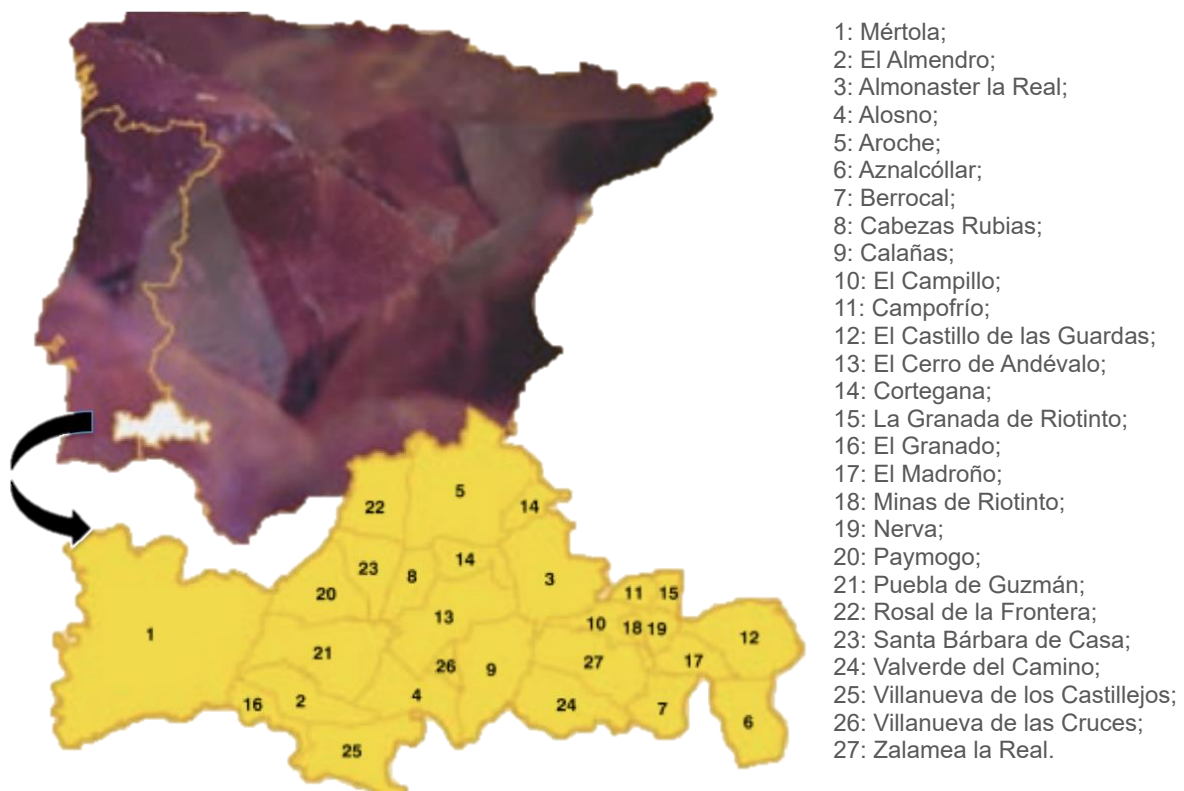 1: Mértola;
2: El Almendro;
3: Almonaster la Real;
4: Alosno;
5: Aroche;
6: Aznalcóllar;
7: Berrocal;
8: Cabezas Rubias;
9: Calañas;
10: El Campillo;
11: Campofrío;
12: El Castillo de las Guardas;
13: El Cerro de Andévalo;
14: Cortegana;
15: La Granada de Riotinto;
16: El Granado;
17: El Madroño;
18: Minas de Riotinto;
19: Nerva;
20: Paymogo;
21: Puebla de Guzmán;
22: Rosal de la Frontera;
23: Santa Bárbara de Casa;
24: Valverde del Camino;
25: Villanueva de los Castillejos;
26: Villanueva de las Cruces;
27: Zalamea la Real.
5
22
14
14
23
8
3
20
11
15
13
10
18
19
1
12
21
26
9
27
17
16
2
4
24
7
6
25